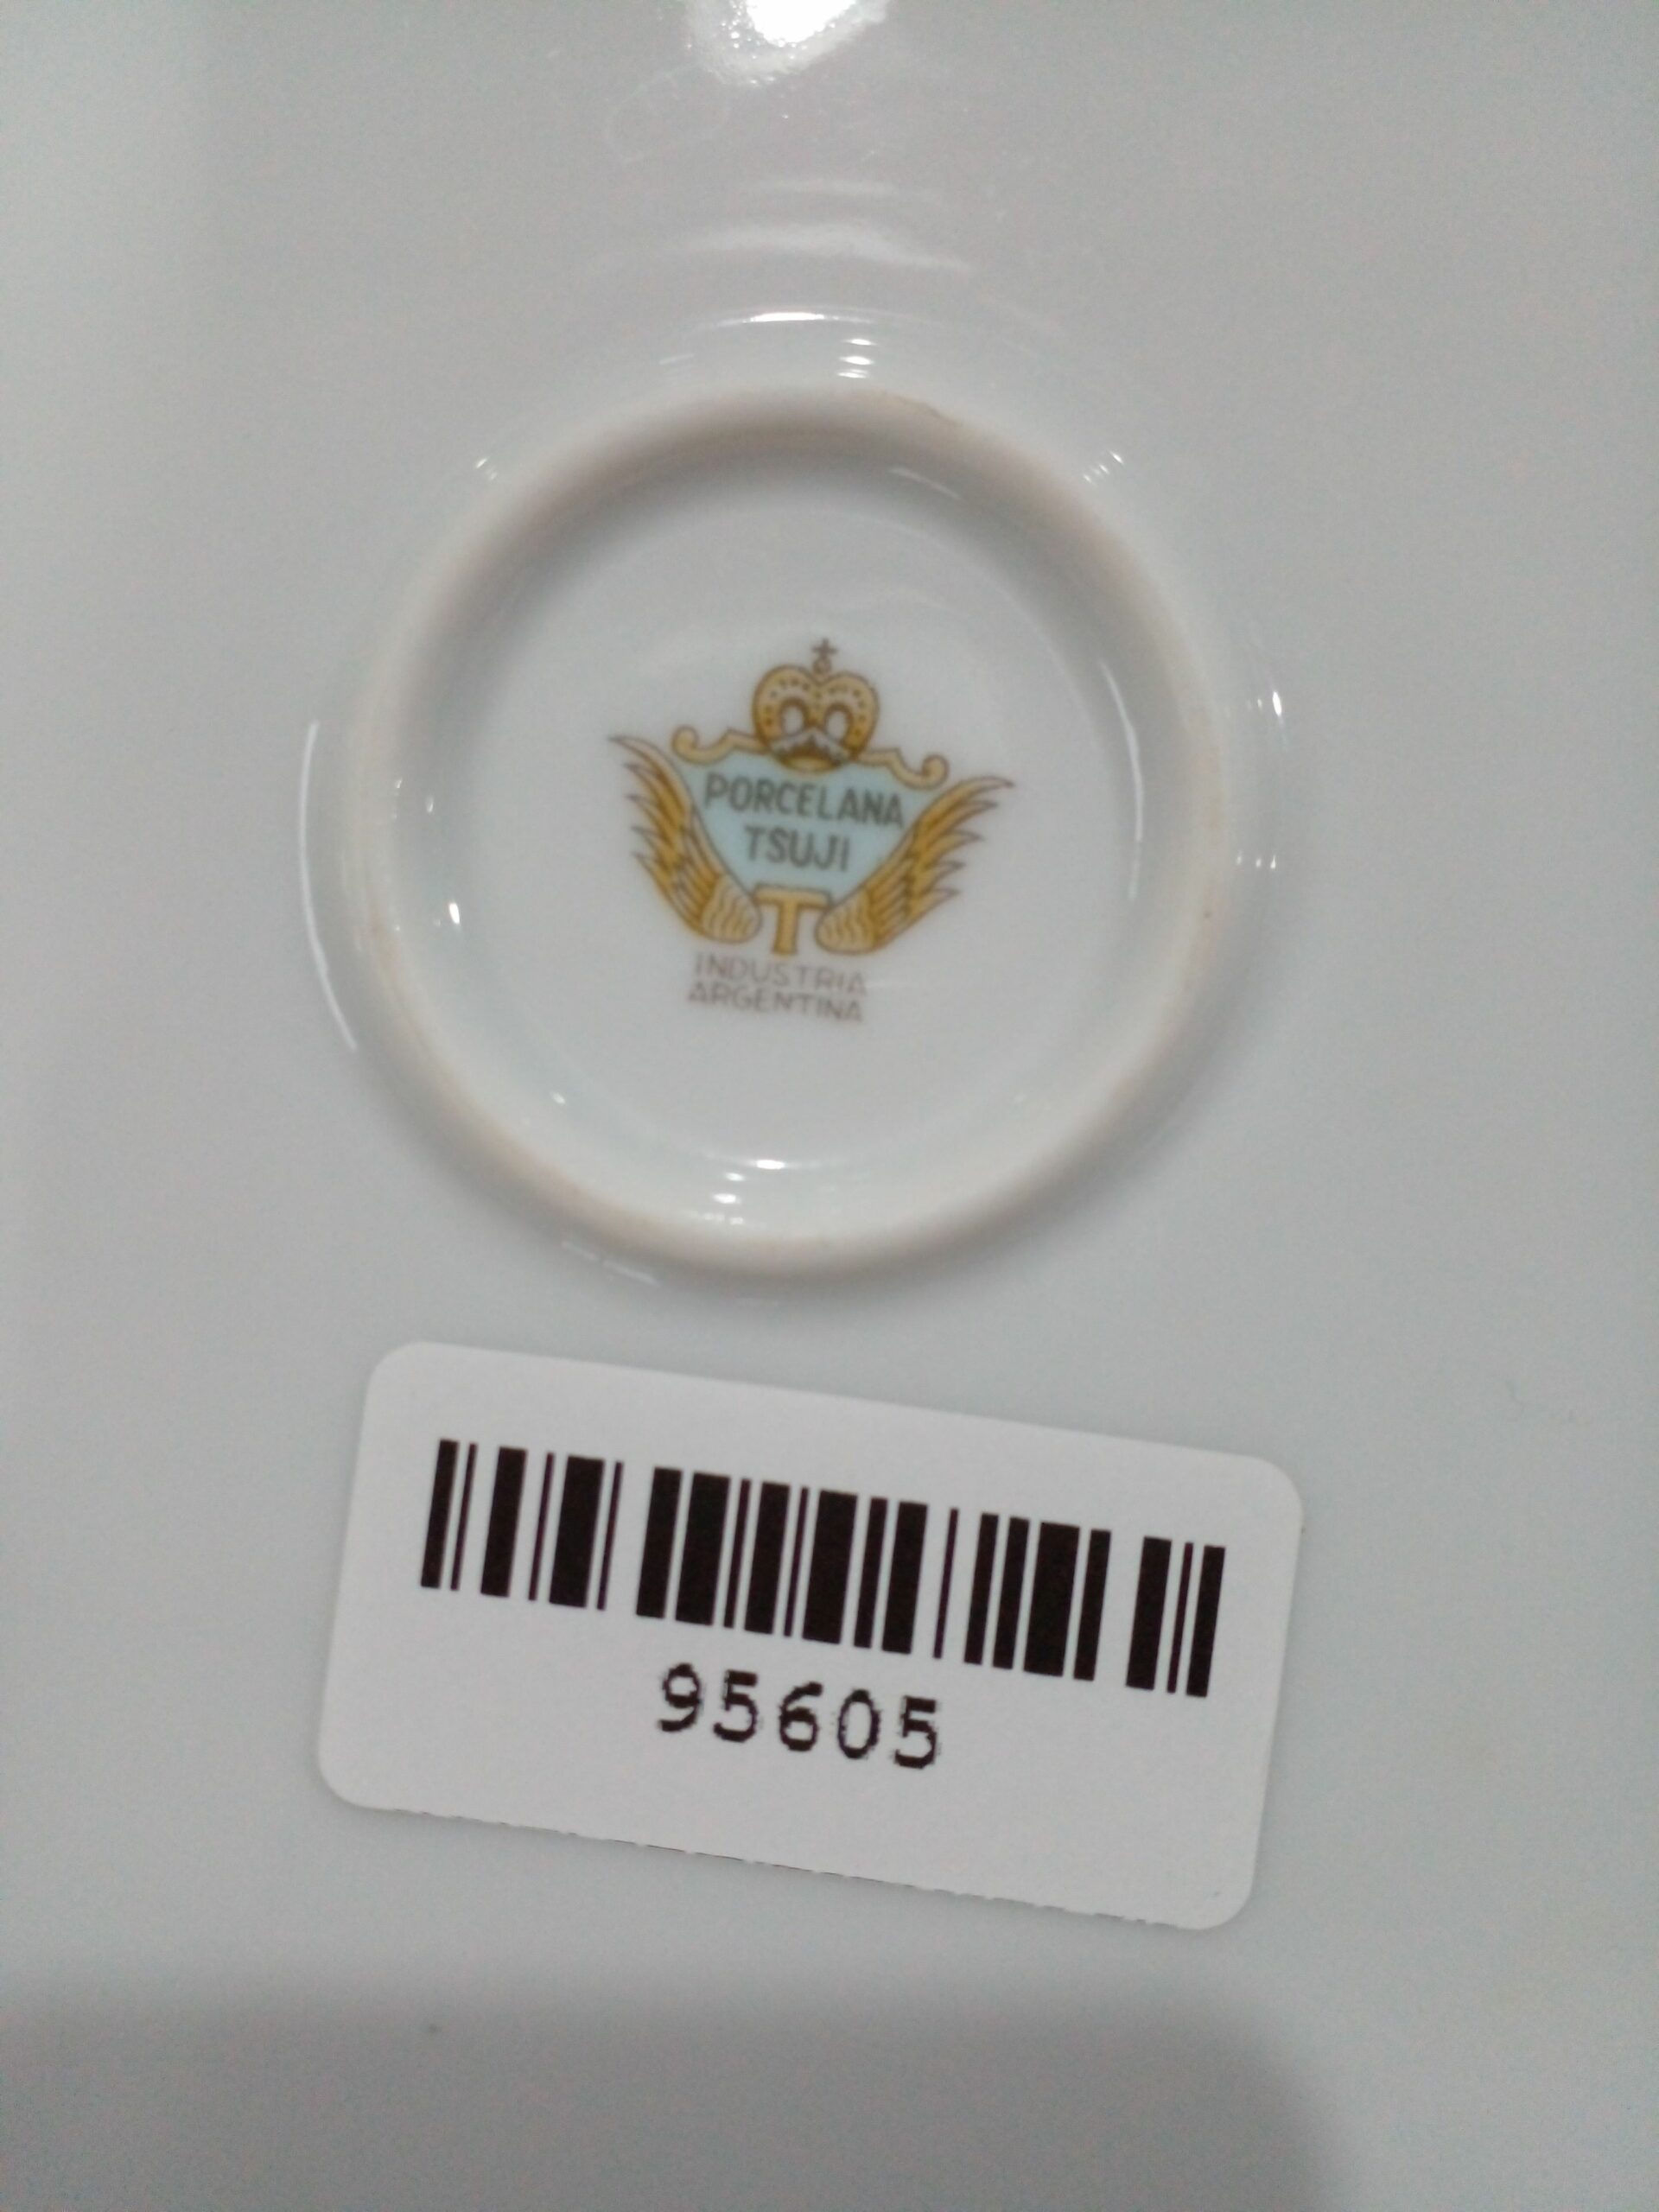 PORCELANA
TSUJI
T
INDUSTRIA
ARGENTINA
95605